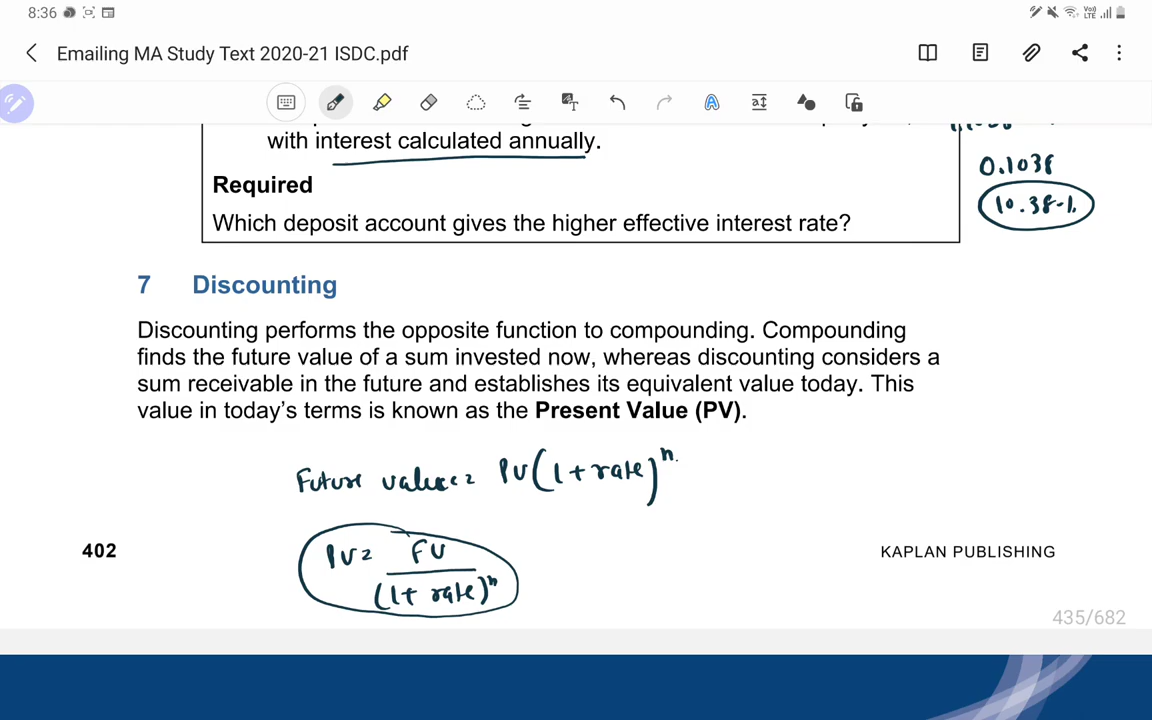 8:36
Emailing MA Study Text 2020-21 ISDC.pdf
with interest calculated annually.
0.1038
Required
10.38%
Which deposit account gives the higher effective interest rate?
7 Discounting
Discounting performs the opposite function to compounding. Compounding
finds the future value of a sum invested now, whereas discounting considers a
sum receivable in the future and establishes its equivalent value today. This
value in today's terms is known as the Present Value (PV).
Future value = PV(1+rate)^n
PV = FV
(1+ rate)^n
402 KAPLAN PUBLISHING
435/682